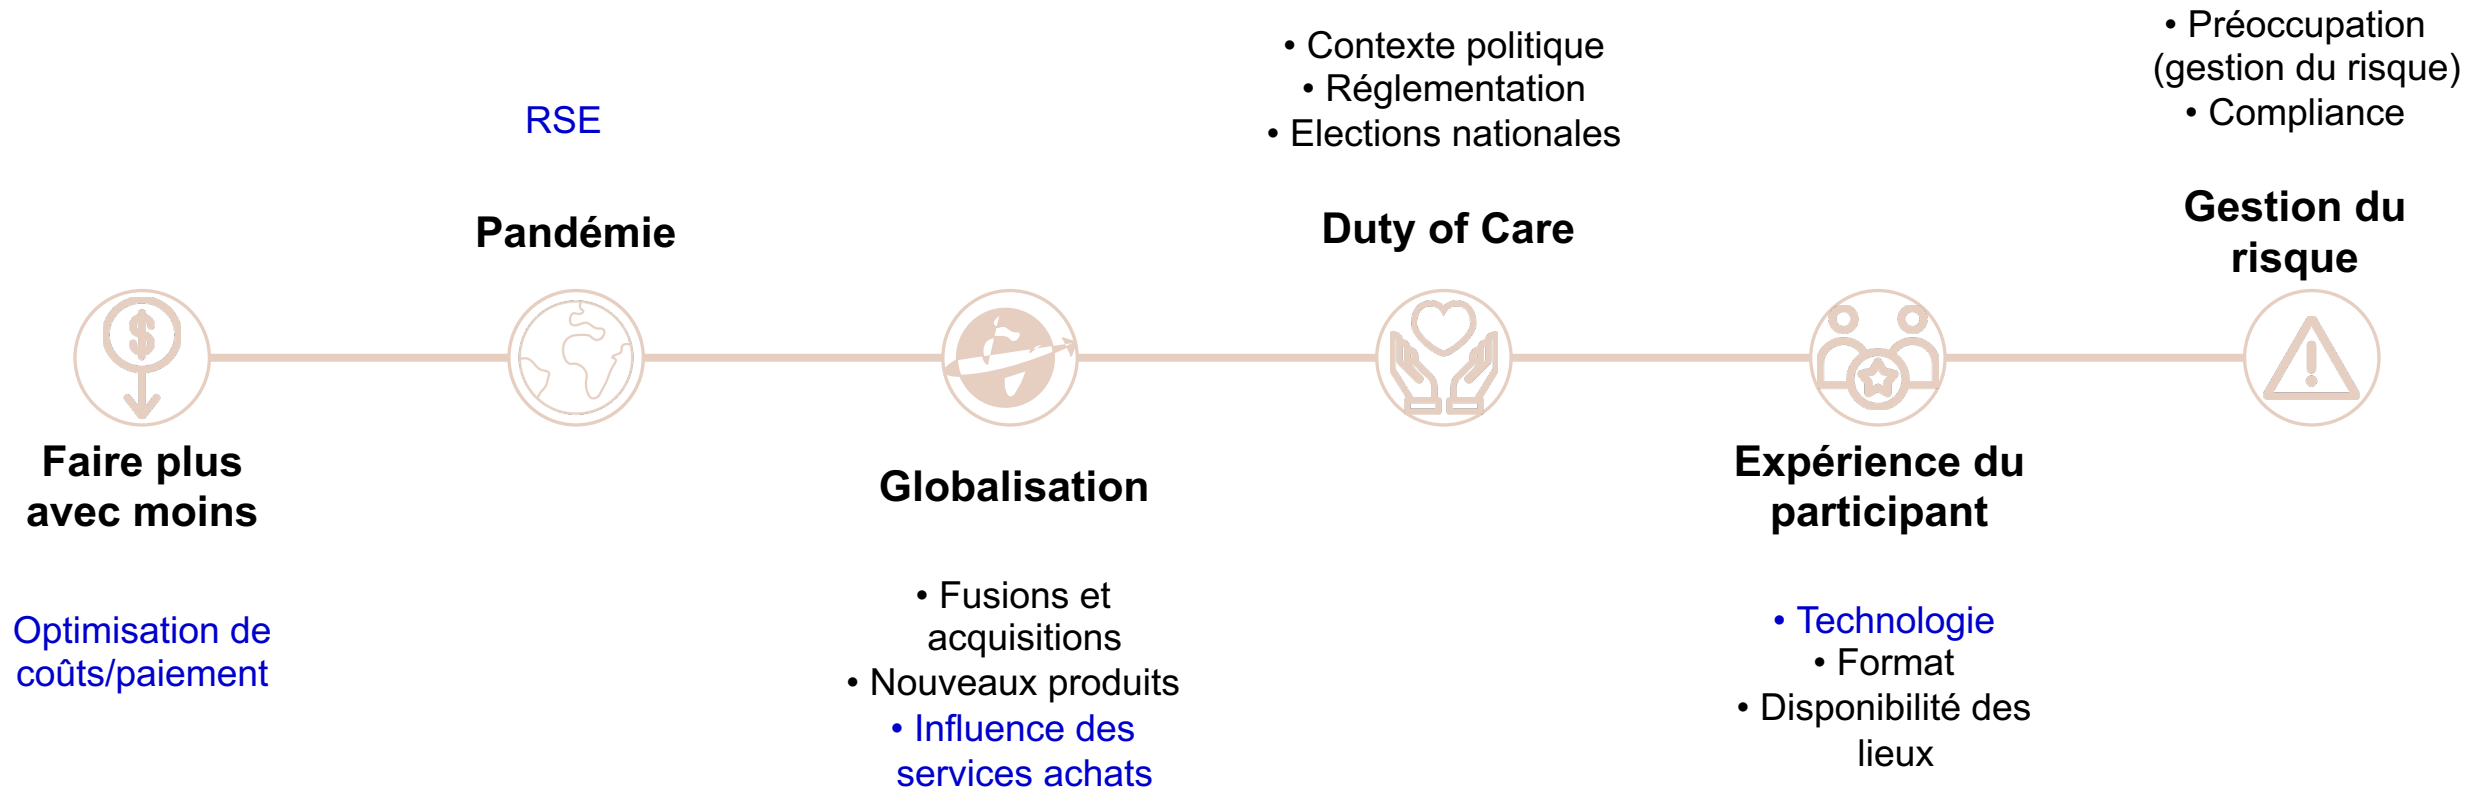 Faire plus
avec moins
Optimisation de
coûts/paiement
RSE
Pandémie
Globalisation
• Fusions et
acquisitions
• Nouveaux produits
• Influence des
services achats
• Contexte politique
• Réglementation
• Elections nationales
Duty of Care
Expérience du
participant
• Technologie
• Format
• Disponibilité des
lieux
• Préoccupation
(gestion du risque)
• Compliance
Gestion du
risque
$